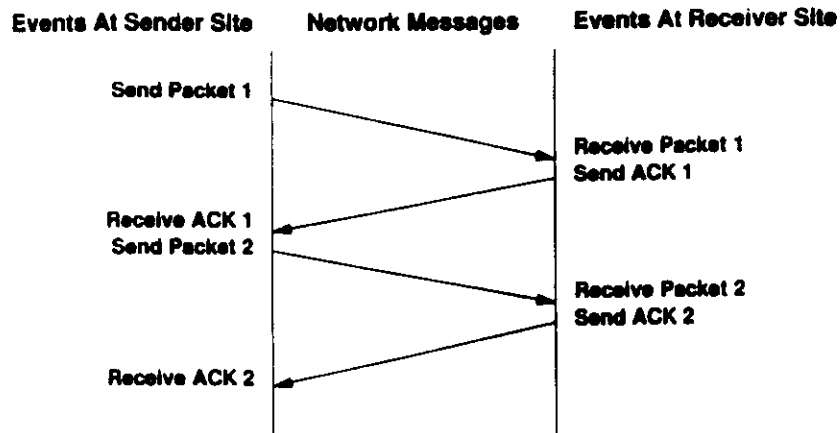 Events At Sender Site Network Messages Events At Receiver Site
Send Packet 1
Receive Packet 1
Send ACK 1
Receive ACK 1
Send Packet 2
Receive Packet 2
Send ACK 2
Receive ACK 2